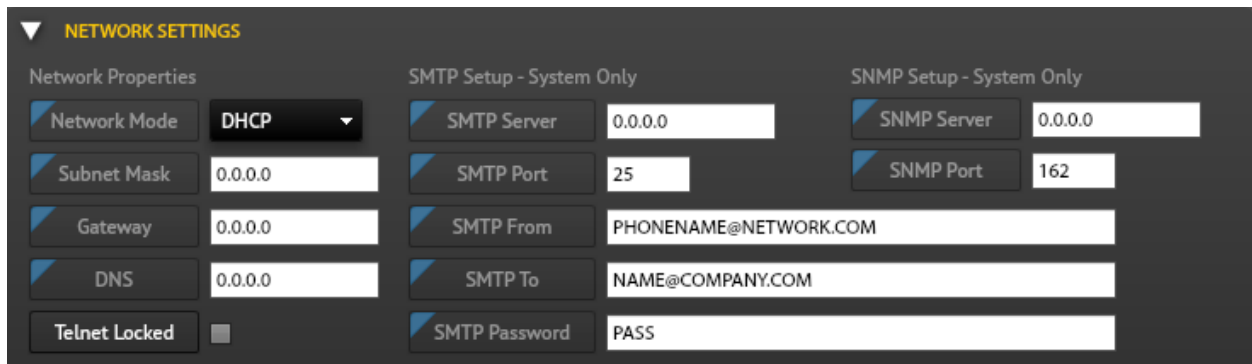 NETWORK SETTINGS
Network Properties SMTP Setup - System Only SNMP Setup - System Only
Network Mode DHCP SMTP Server 0.0.0.0 SNMP Server 0.0.0.0
Subnet Mask 0.0.0.0 SMTP Port 25 SNMP Port 162
Gateway 0.0.0.0 SMTP From PHONENAME@NETWORK.COM
DNS 0.0.0.0 SMTP To NAME@COMPANY.COM
Telnet Locked SMTP Password PASS